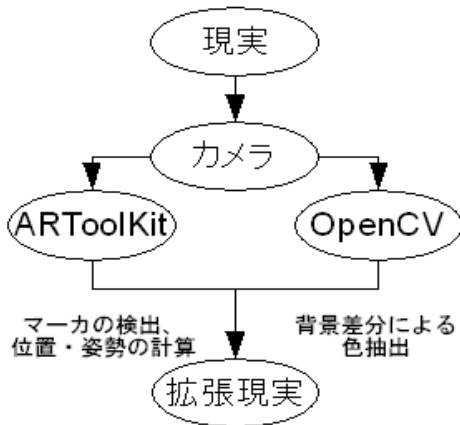 現実
カメラ
ARToolKit
OpenCV
マーカの検出、
位置・姿勢の計算
背景差分による
色抽出
拡張現実